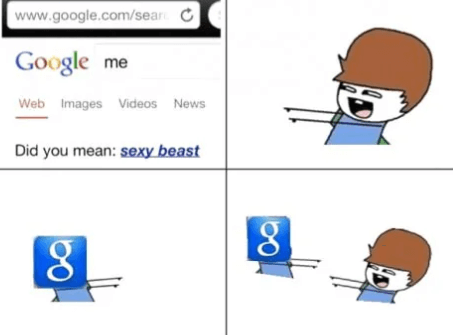 www.google.com/sear
Google me
Web Images Videos News
Did you mean: sexy beast
g
g